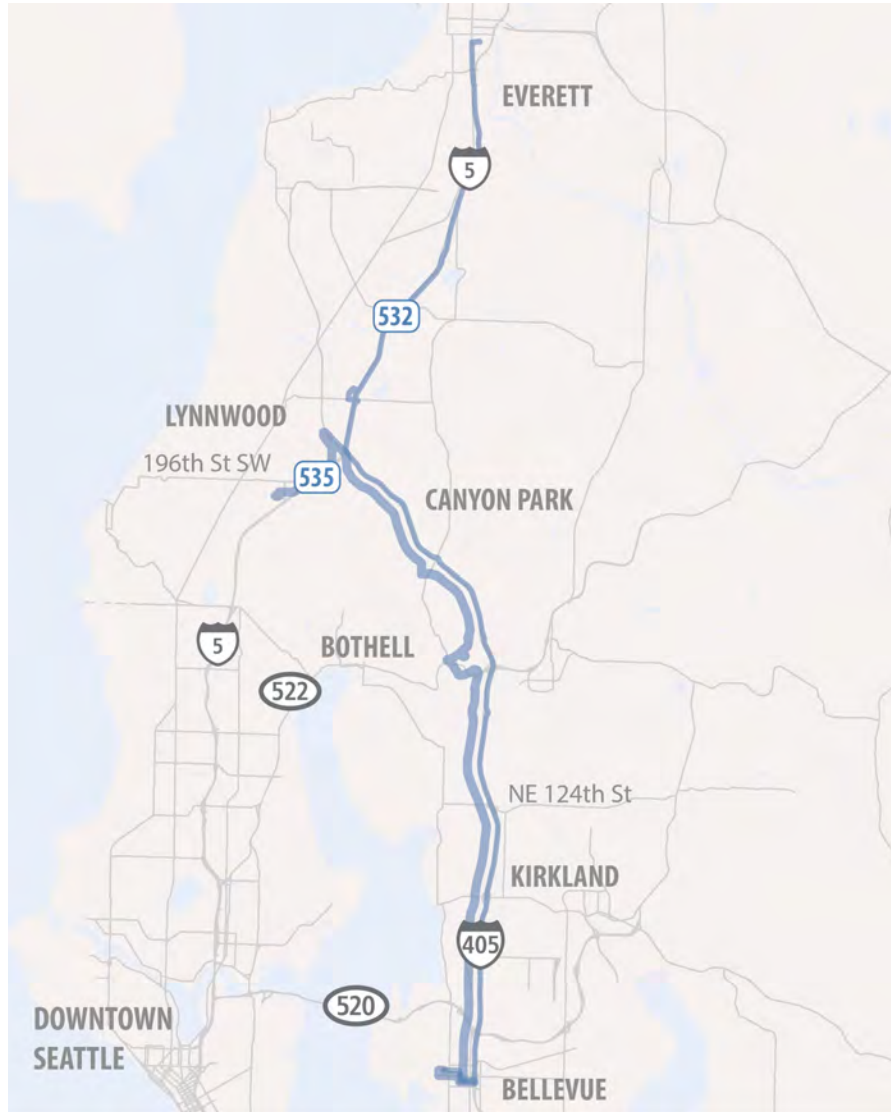 EVERETT
5
532
LYNNWOOD
196th St SW
535
CANYON PARK
5
BOTHELL
522
NE 124th St
KIRKLAND
405
520
DOWNTOWN
SEATTLE
BELLEVUE